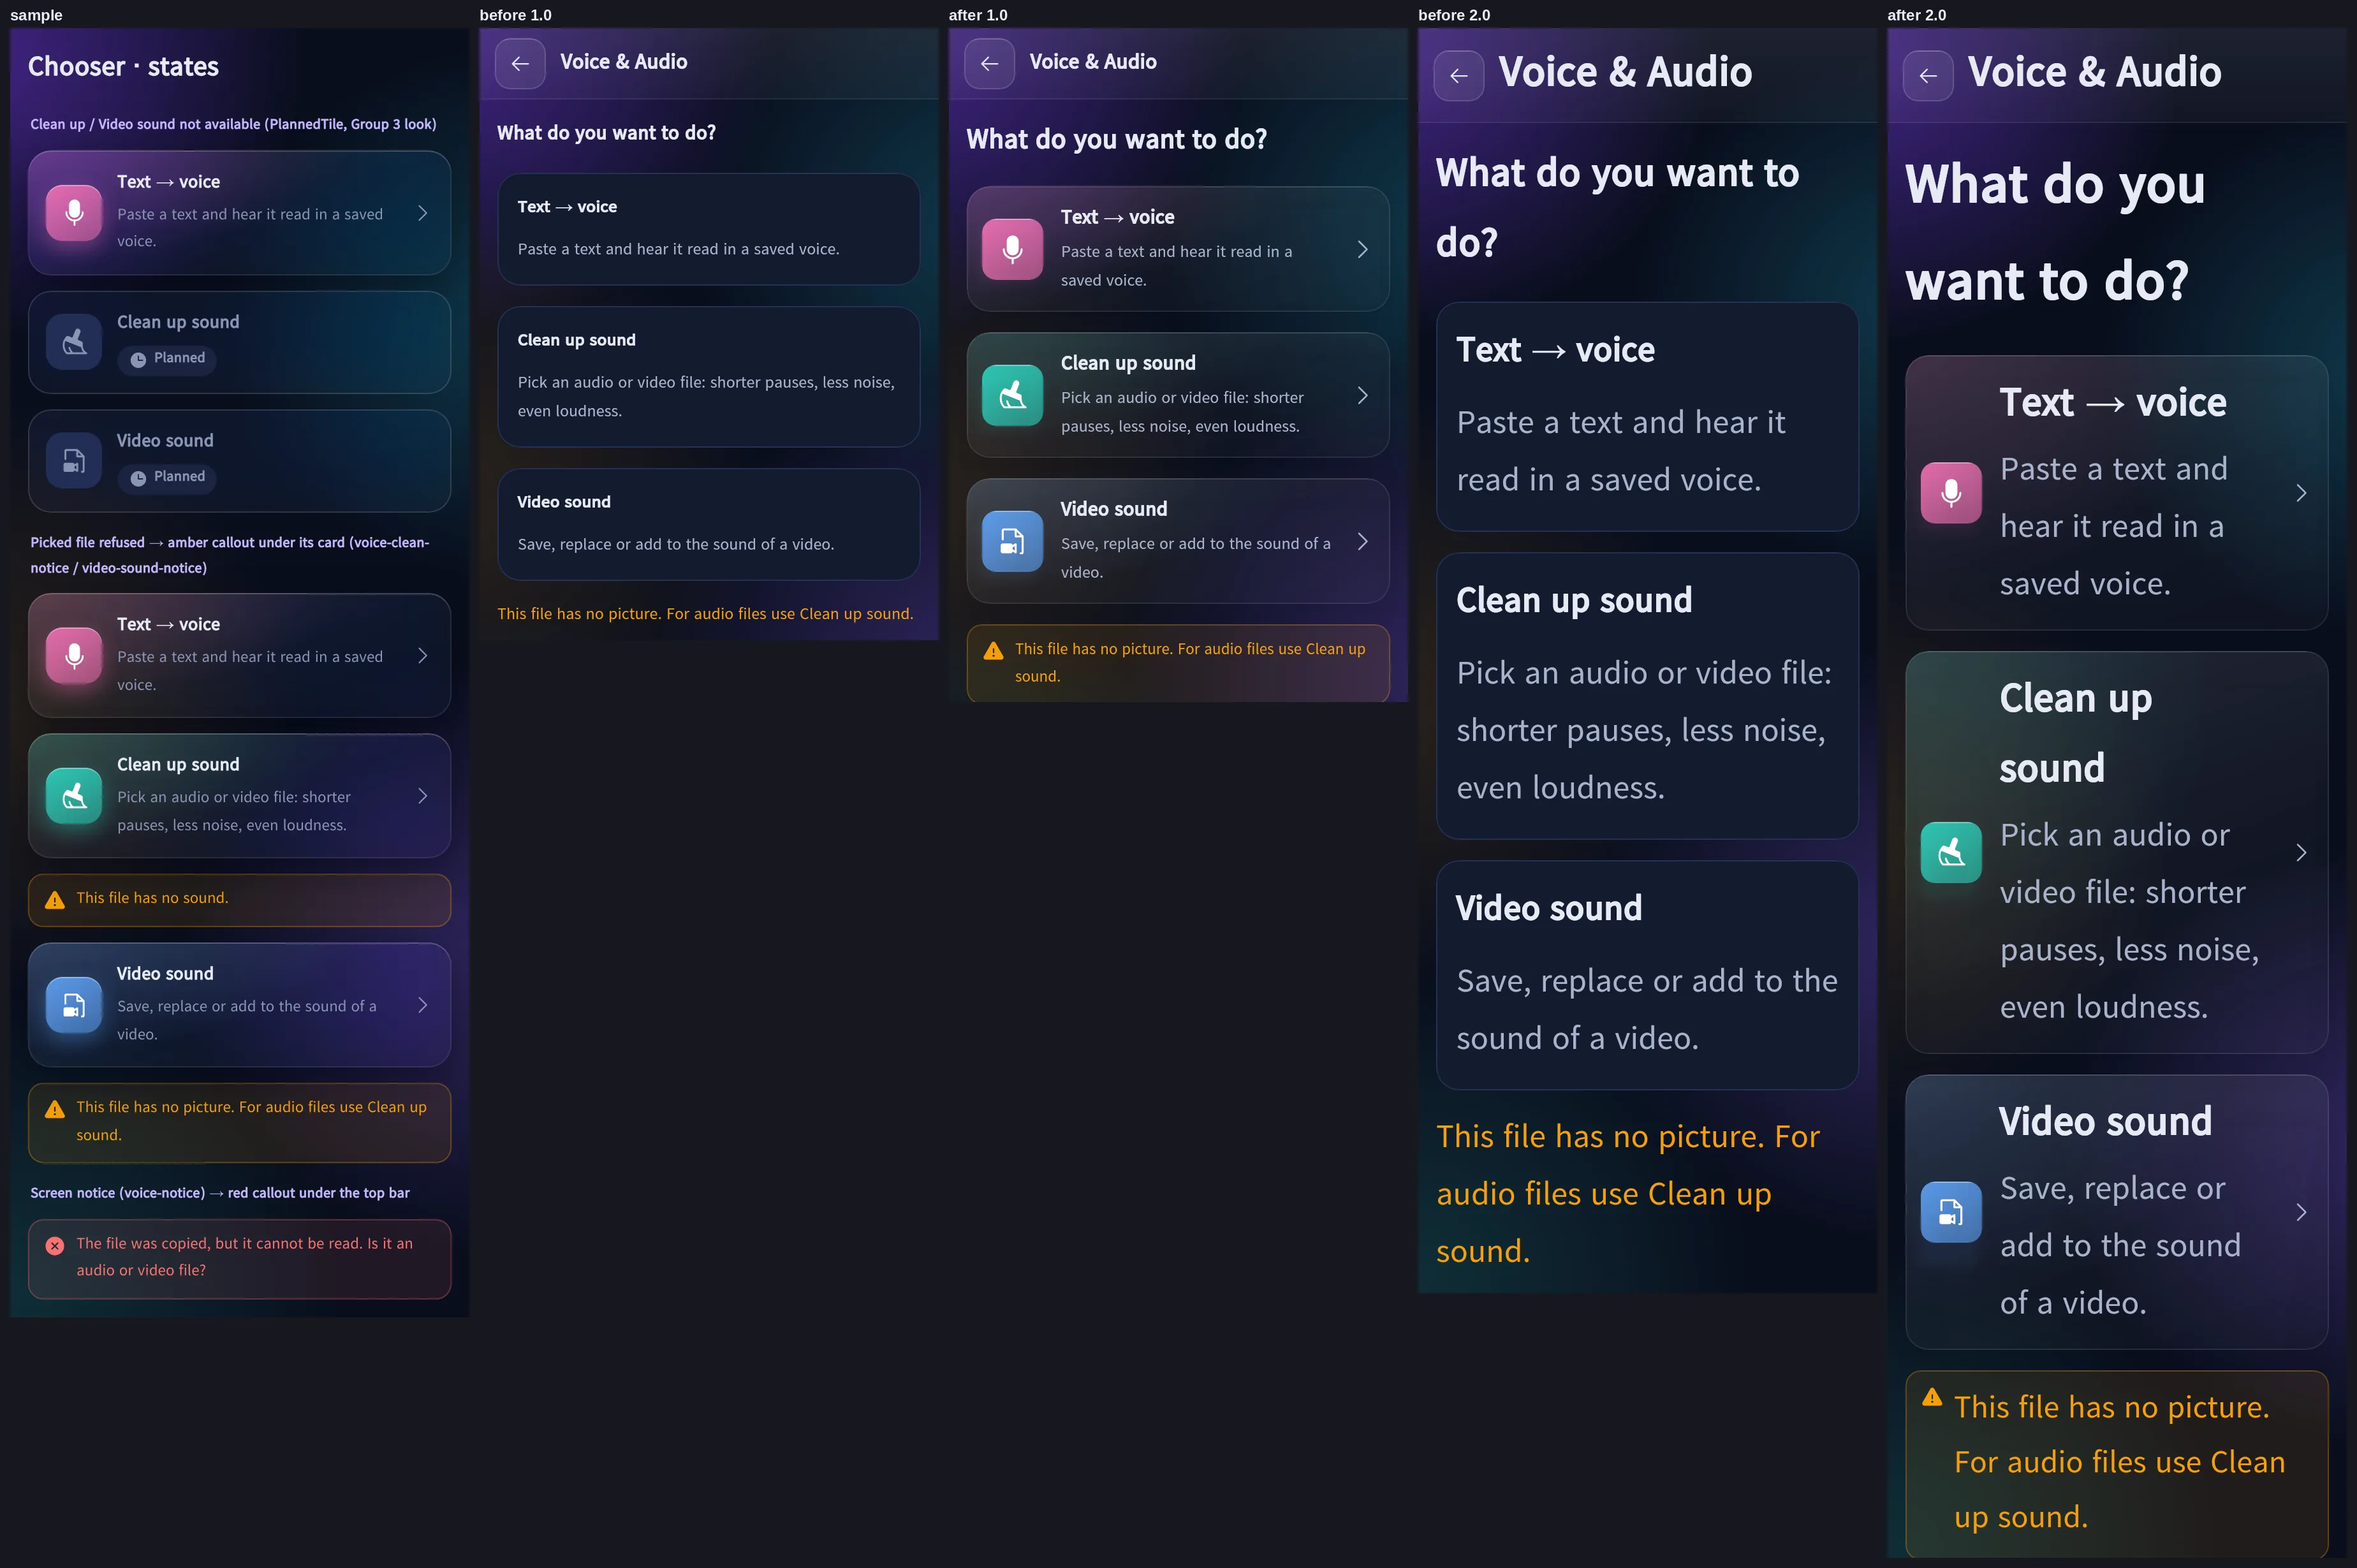 sample
Chooser · states
Clean up / Video sound not available (PlannedTile, Group 3 look)
Text → voice
Paste a text and hear it read in a saved
voice.
Clean up sound
Planned
Video sound
Planned
Picked file refused → amber callout under its card (voice-clean-
notice / video-sound-notice)
Text → voice
Paste a text and hear it read in a saved
voice.
Clean up sound
Pick an audio or video file: shorter
pauses, less noise, even loudness.
This file has no sound.
Video sound
Save, replace or add to the sound of a
video.
This file has no picture. For audio files use Clean up
sound.
Screen notice (voice-notice) → red callout under the top bar
The file was copied, but it cannot be read. Is it an
audio or video file?
before 1.0
Voice & Audio
What do you want to do?
Text → voice
Paste a text and hear it read in a saved voice.
Clean up sound
Pick an audio or video file: shorter pauses, less noise,
even loudness.
Video sound
Save, replace or add to the sound of a video.
This file has no picture. For audio files use Clean up sound.
after 1.0
Voice & Audio
What do you want to do?
Text → voice
Paste a text and hear it read in a
saved voice.
Clean up sound
Pick an audio or video file: shorter
pauses, less noise, even loudness.
Video sound
Save, replace or add to the sound of a
video.
This file has no picture. For audio files use Clean up
sound.
before 2.0
Voice & Audio
What do you want to
do?
Text → voice
Paste a text and hear it
read in a saved voice.
Clean up sound
Pick an audio or video file:
shorter pauses, less noise,
even loudness.
Video sound
Save, replace or add to the
sound of a video.
This file has no picture. For
audio files use Clean up
sound.
after 2.0
Voice & Audio
What do you
want to do?
Text → voice
Paste a text and
hear it read in a
saved voice.
Clean up
sound
Pick an audio or
video file: shorter
pauses, less noise,
even loudness.
Video sound
Save, replace or
add to the sound
of a video.
This file has no picture.
For audio files use Clean
up sound.